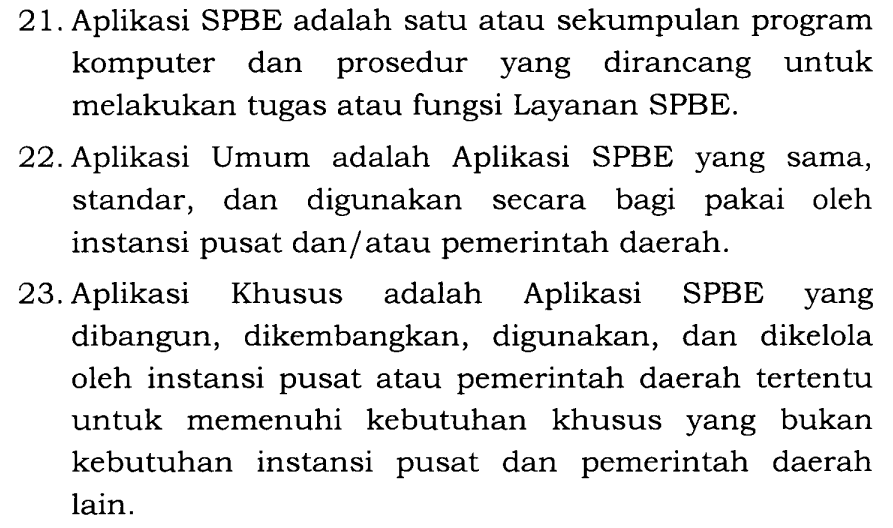 21. Aplikasi SPBE adalah satu atau sekumpulan program
komputer dan prosedur yang dirancang untuk
melakukan tugas atau fungsi Layanan SPBE.
22. Aplikasi Umum adalah Aplikasi SPBE yang sama,
standar, dan digunakan secara bagi pakai oleh
instansi pusat dan/atau pemerintah daerah.
23. Aplikasi Khusus adalah Aplikasi SPBE yang
dibangun, dikembangkan, digunakan, dan dikelola
oleh instansi pusat atau pemerintah daerah tertentu
untuk memenuhi kebutuhan khusus yang bukan
kebutuhan instansi pusat dan pemerintah daerah
lain.